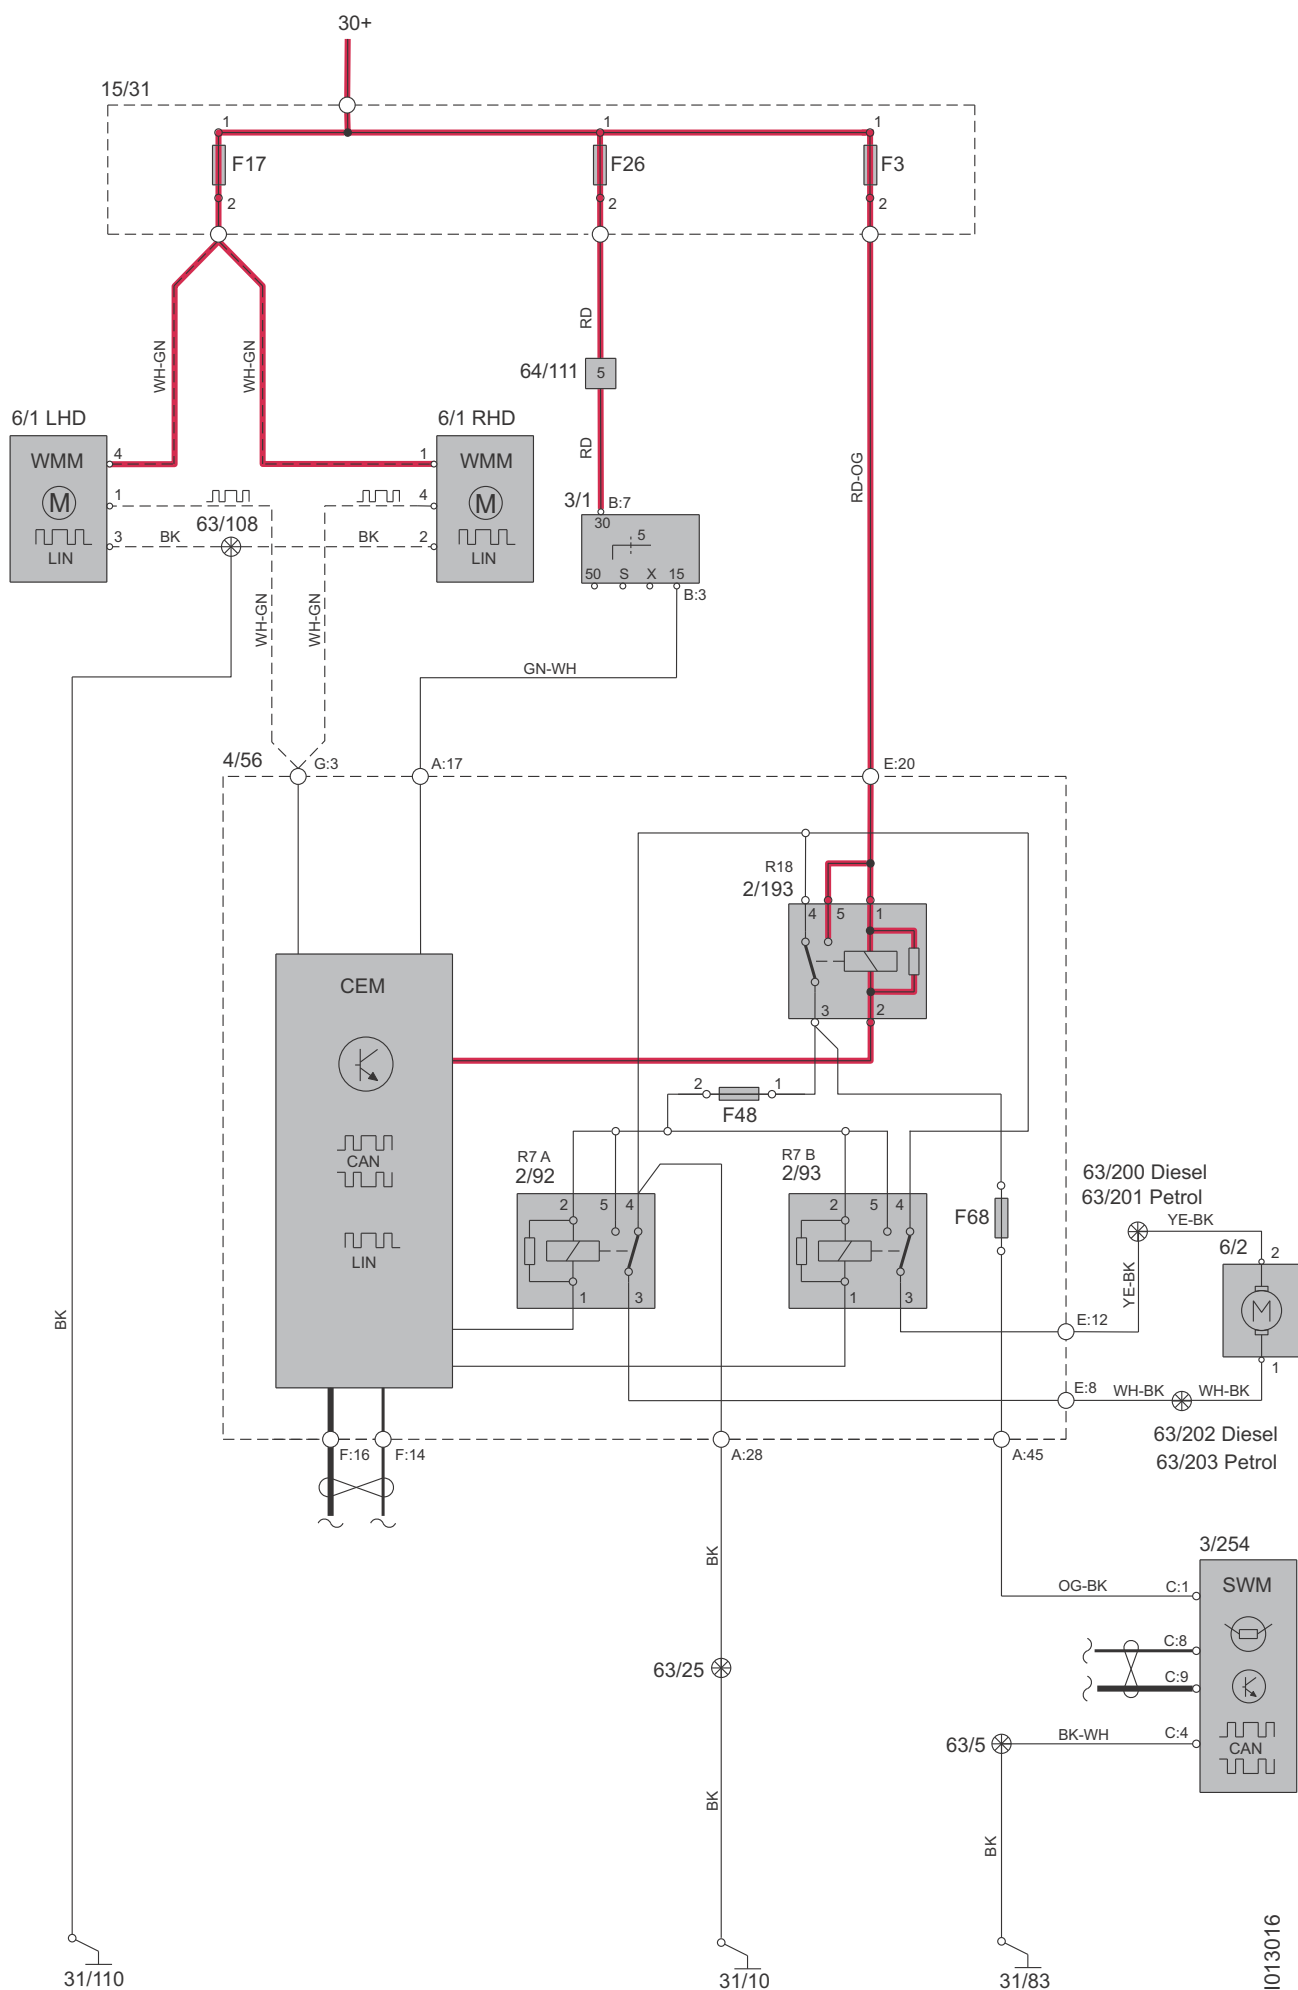 30+
15/31
1
1
1
F17
F26
F3
2
2
2
RD
WH-GN
WH-GN
64/111
5
6/1 LHD
6/1 RHD
RD
WMM
4
1
WMM
RD-OG
M
1
4
M
3/1
B:7
30
63/108
5
LIN
3
BK
BK
2
LIN
50
S
X
15
B:3
WH-GN
WH-GN
GN-WH
4/56
G:3
A:17
E:20
R18
2/193
4
5
1
CEM
3
2
2
1
F48
R7 A
2/92
R7 B
2/93
CAN
63/200 Diesel
63/201 Petrol
2
5
4
2
5
4
F68
YE-BK
6/2
2
LIN
YE-BK
1
3
1
3
M
BK
E:12
1
E:8
WH-BK
WH-BK
63/202 Diesel
63/203 Petrol
F:16
F:14
A:28
A:45
BK
3/254
OG-BK
C:1
SWM
C:8
63/25
C:9
63/5
BK-WH
C:4
CAN
BK
BK
I013016
31/110
31/10
31/83